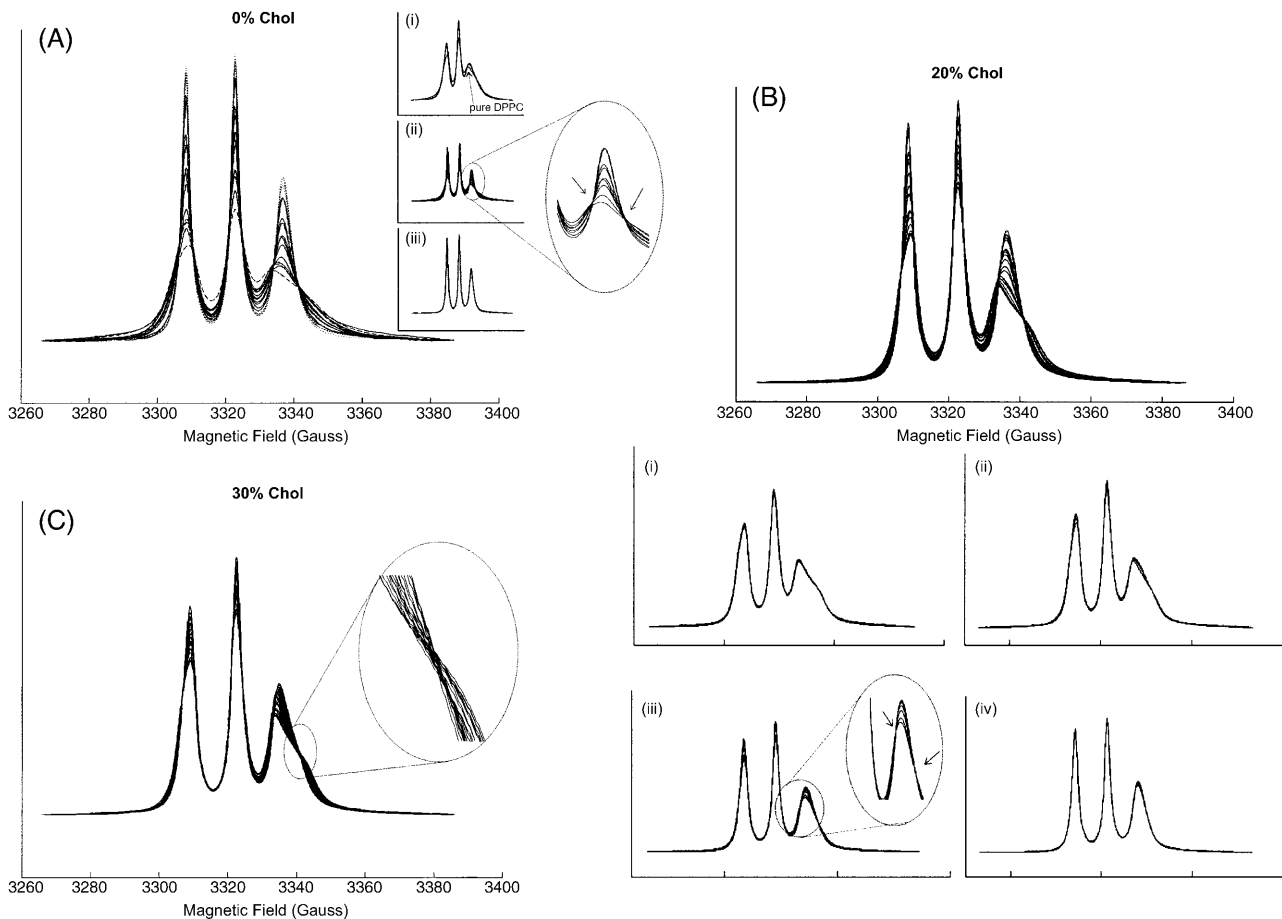 0% Chol
(A)
(i)
pure DPPC
(ii)
(iii)
3260 3280 3300 3320 3340 3360 3380 3400
Magnetic Field (Gauss)
20% Chol
(B)
3260 3280 3300 3320 3340 3360 3380 3400
Magnetic Field (Gauss)
30% Chol
(C)
3260 3280 3300 3320 3340 3360 3380 3400
Magnetic Field (Gauss)
(i)
(ii)
(iii)
(iv)